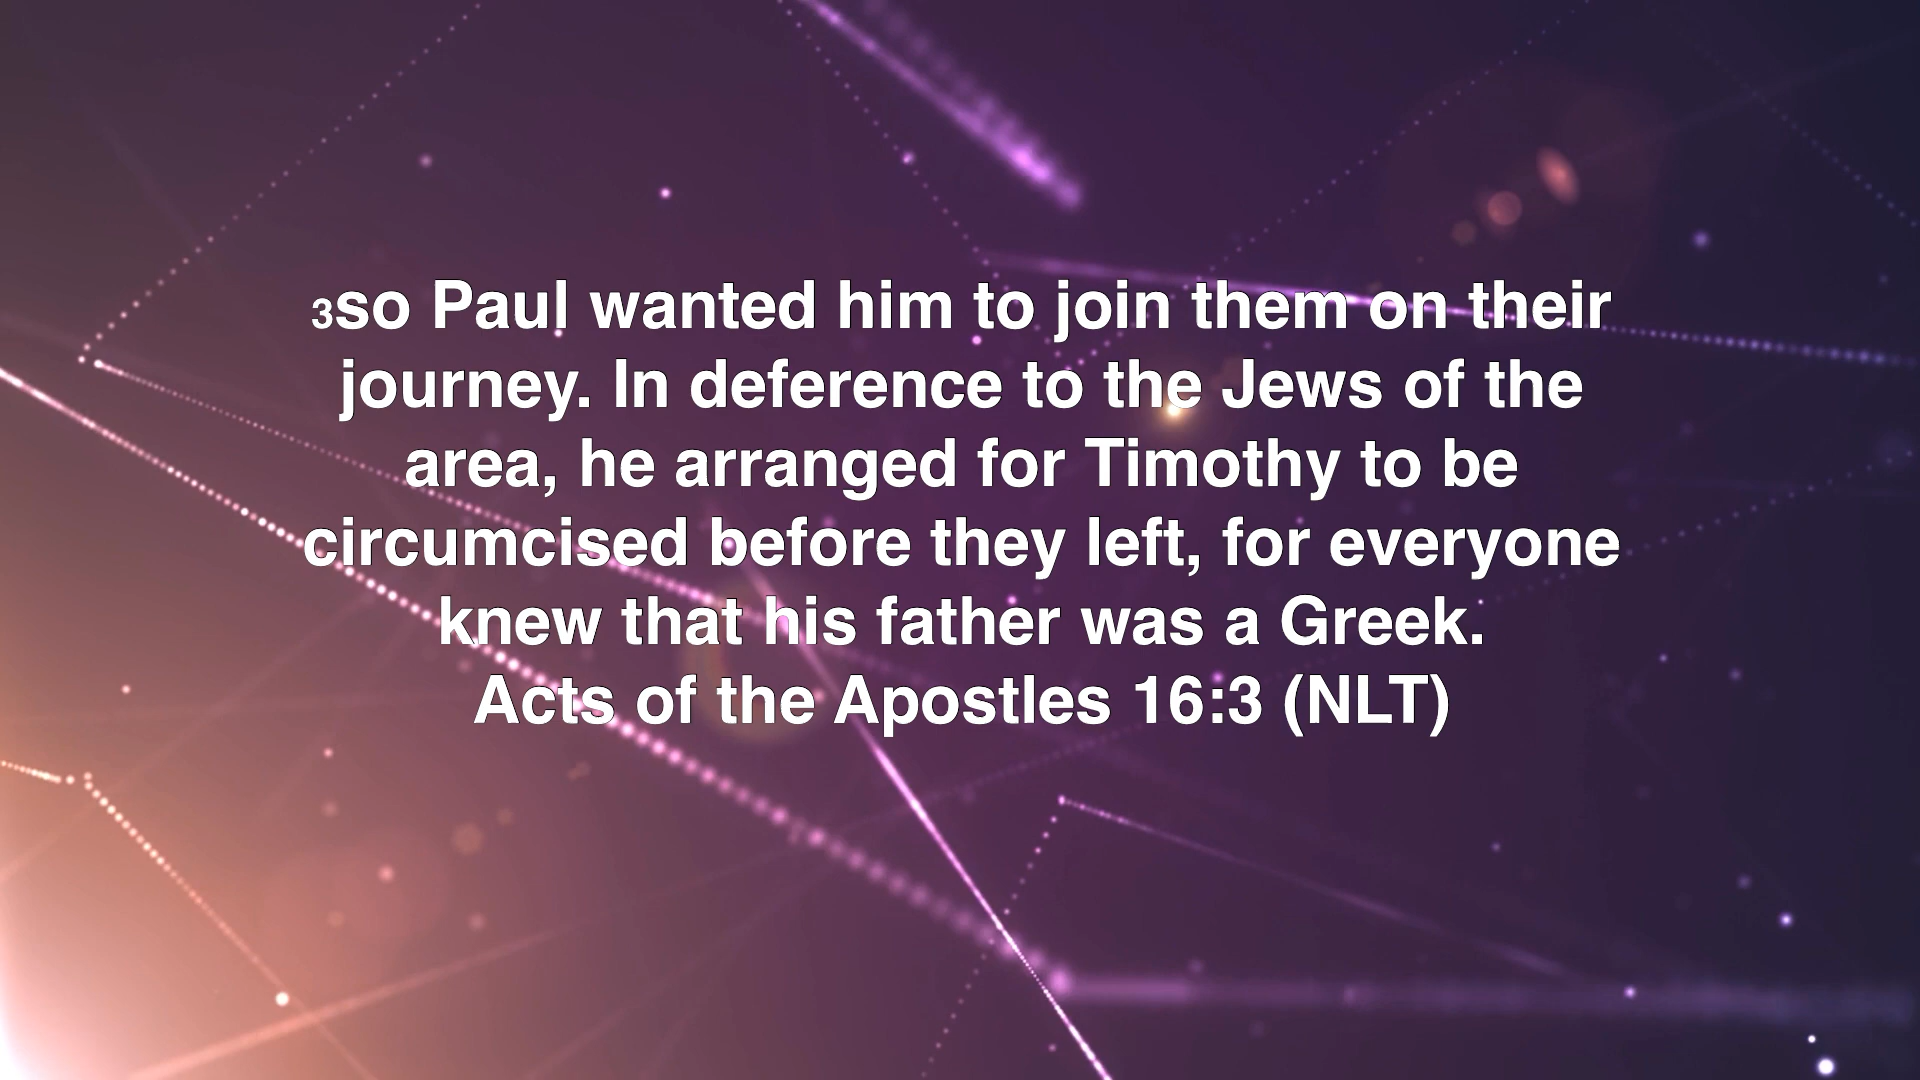 3so Paul wanted him to join them on their
journey. In deference to the Jews of the
area, he arranged for Timothy to be
circumcised before they left, for everyone
knew that his father was a Greek.
Acts of the Apostles 16:3 (NLT)